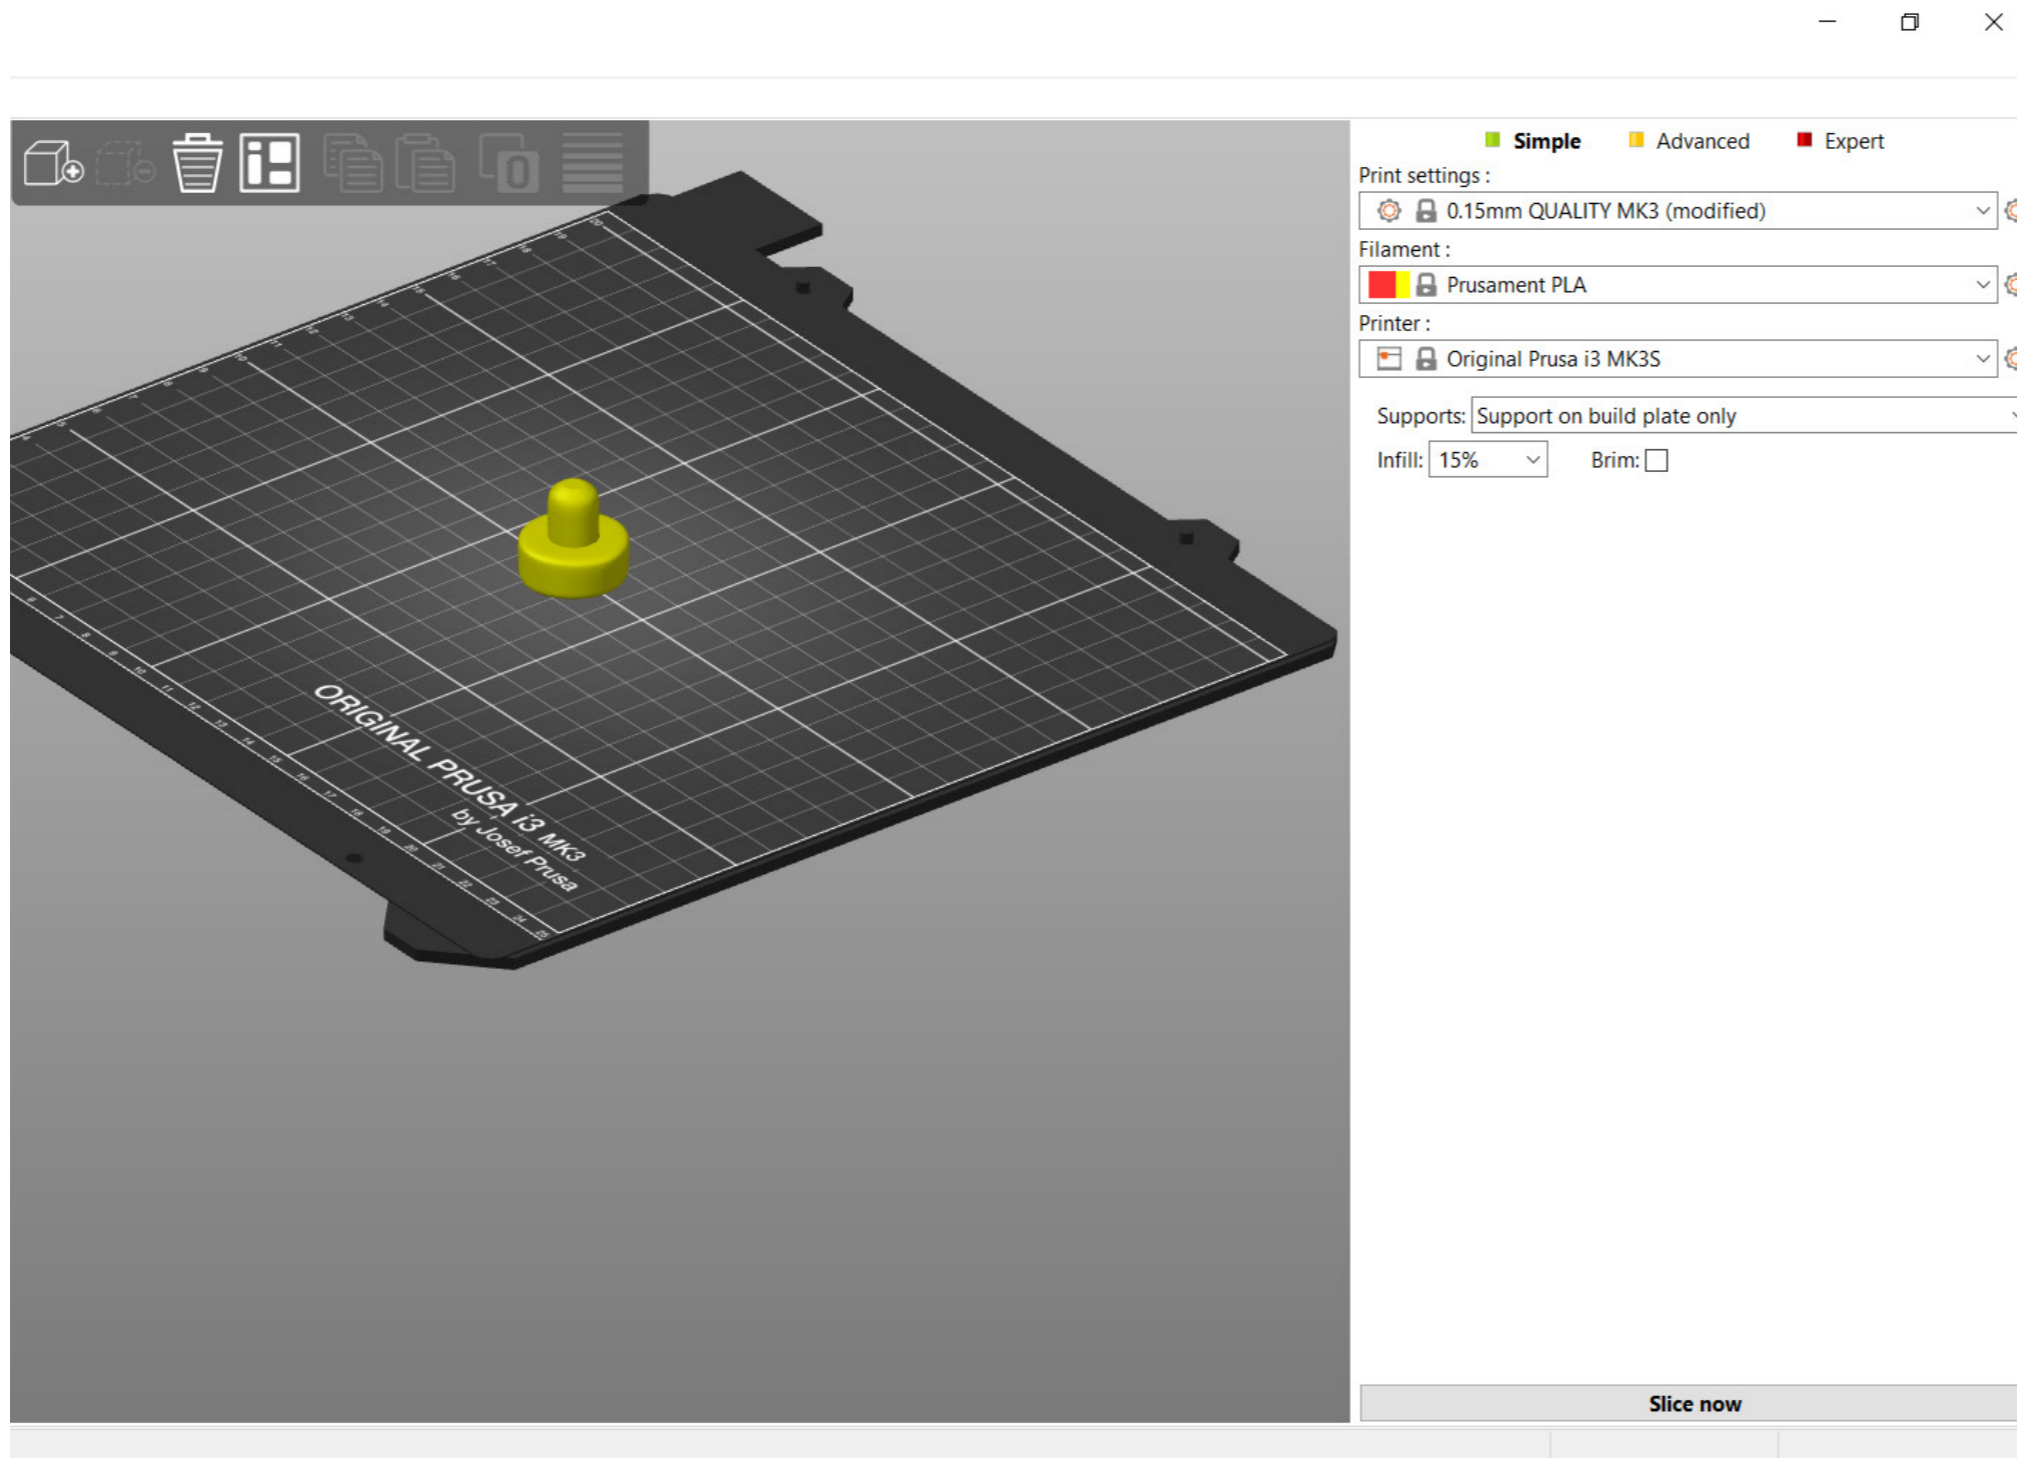 Simple Advanced Expert
Print settings :
0.15mm QUALITY MK3 (modified)
Filament :
Prusament PLA
Printer :
Original Prusa i3 MK3S
Supports: Support on build plate only
Infill: 15% Brim:
ORIGINAL PRUSA i3 MK3
by Josef Prusa
Slice now